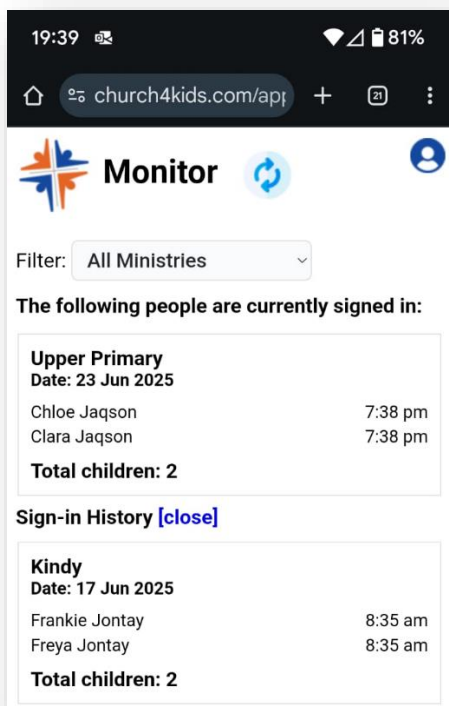 19:39 81%
church4kids.com/app 21
Monitor
Filter: All Ministries
The following people are currently signed in:
Upper Primary
Date: 23 Jun 2025
Chloe Jaqson 7:38 pm
Clara Jaqson 7:38 pm
Total children: 2
Sign-in History [close]
Kindy
Date: 17 Jun 2025
Frankie Jontay 8:35 am
Freya Jontay 8:35 am
Total children: 2